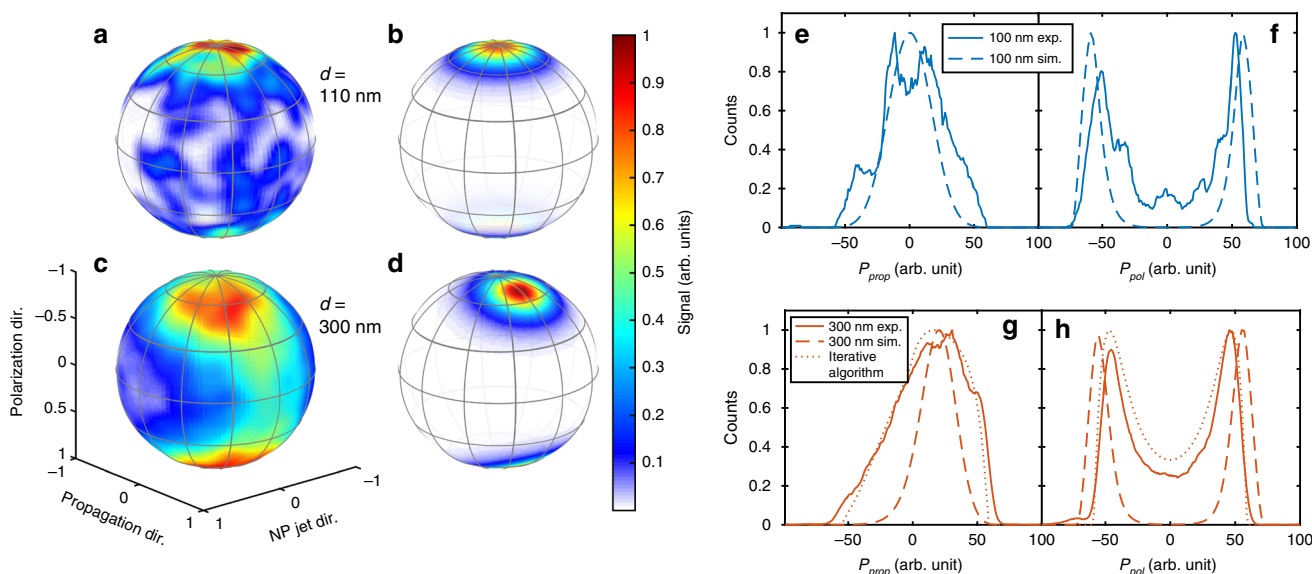 a
b
d =
110 nm
c
d
d =
300 nm
–1
–0.5
0
0.5
1
Polarization dir.
–1
0
1
Propagation dir.
1
0
–1
NP jet dir.
1
0.9
0.8
0.7
0.6
0.5
0.4
0.3
0.2
0.1
Signal (arb. units)
e
f
100 nm exp.
100 nm sim.
1
0.8
0.6
0.4
0.2
0
Counts
–50 0 50 100 –50 0 50 100
P prop (arb. unit)
P pol (arb. unit)
g
h
300 nm exp.
300 nm sim.
Iterative
algorithm
1
0.8
0.6
0.4
0.2
0
Counts
–50 0 50 100 –50 0 50 100
P prop (arb. unit)
P pol (arb. unit)